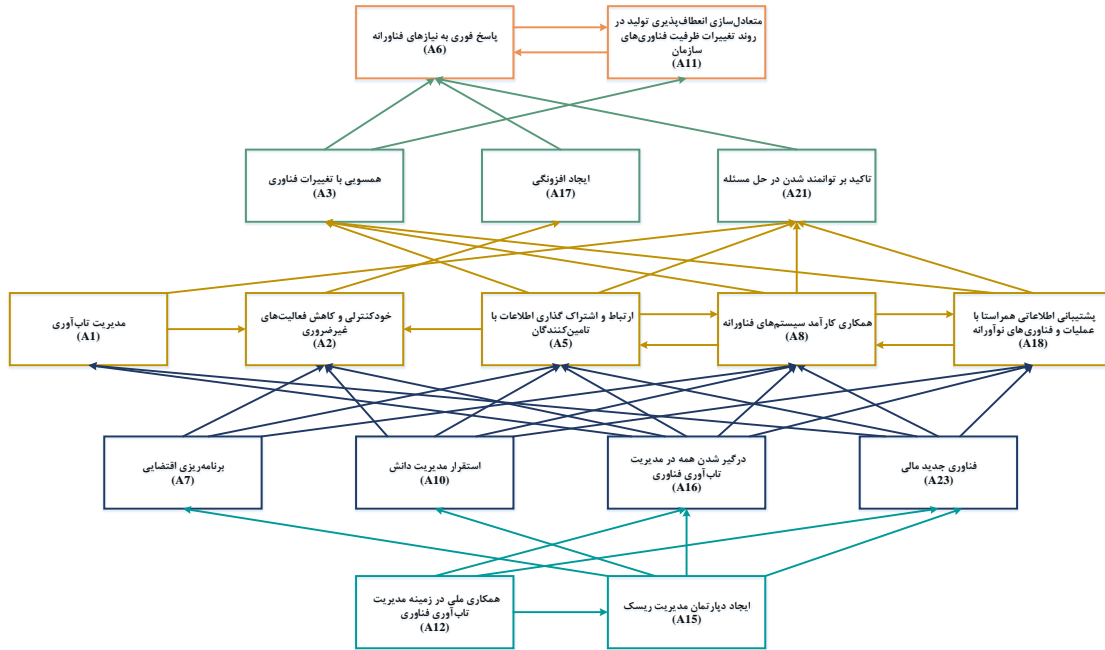 پاسخ فوری به نیازهای فناورانه
(A6)
متعادل‌سازی انعطاف‌پذیری تولید در
روند تغییرات ظرفیت فناوری‌های
سازمان
(A11)
همسویی با تغییرات فناوری
(A3)
ایجاد افزونگی
(A17)
تاکید بر توانمند شدن در حل مسئله
(A21)
مدیریت تاب‌آوری
(A1)
خودکنترلی و کاهش فعالیت‌های
غیرضروری
(A2)
ارتباط و اشتراک گذاری اطلاعات با
تامین‌کنندگان
(A5)
همکاری کارآمد سیستم‌های فناورانه
(A8)
پشتیبانی اطلاعاتی همراستا با
عملیات و فناوری‌های نوآورانه
(A18)
برنامه‌ریزی اقتضایی
(A7)
استقرار مدیریت دانش
(A10)
درگیر شدن همه در مدیریت
تاب‌آوری فناوری
(A16)
فناوری جدید مالی
(A23)
همکاری ملی در زمینه مدیریت
تاب‌آوری فناوری
(A12)
ایجاد دپارتمان مدیریت ریسک
(A15)